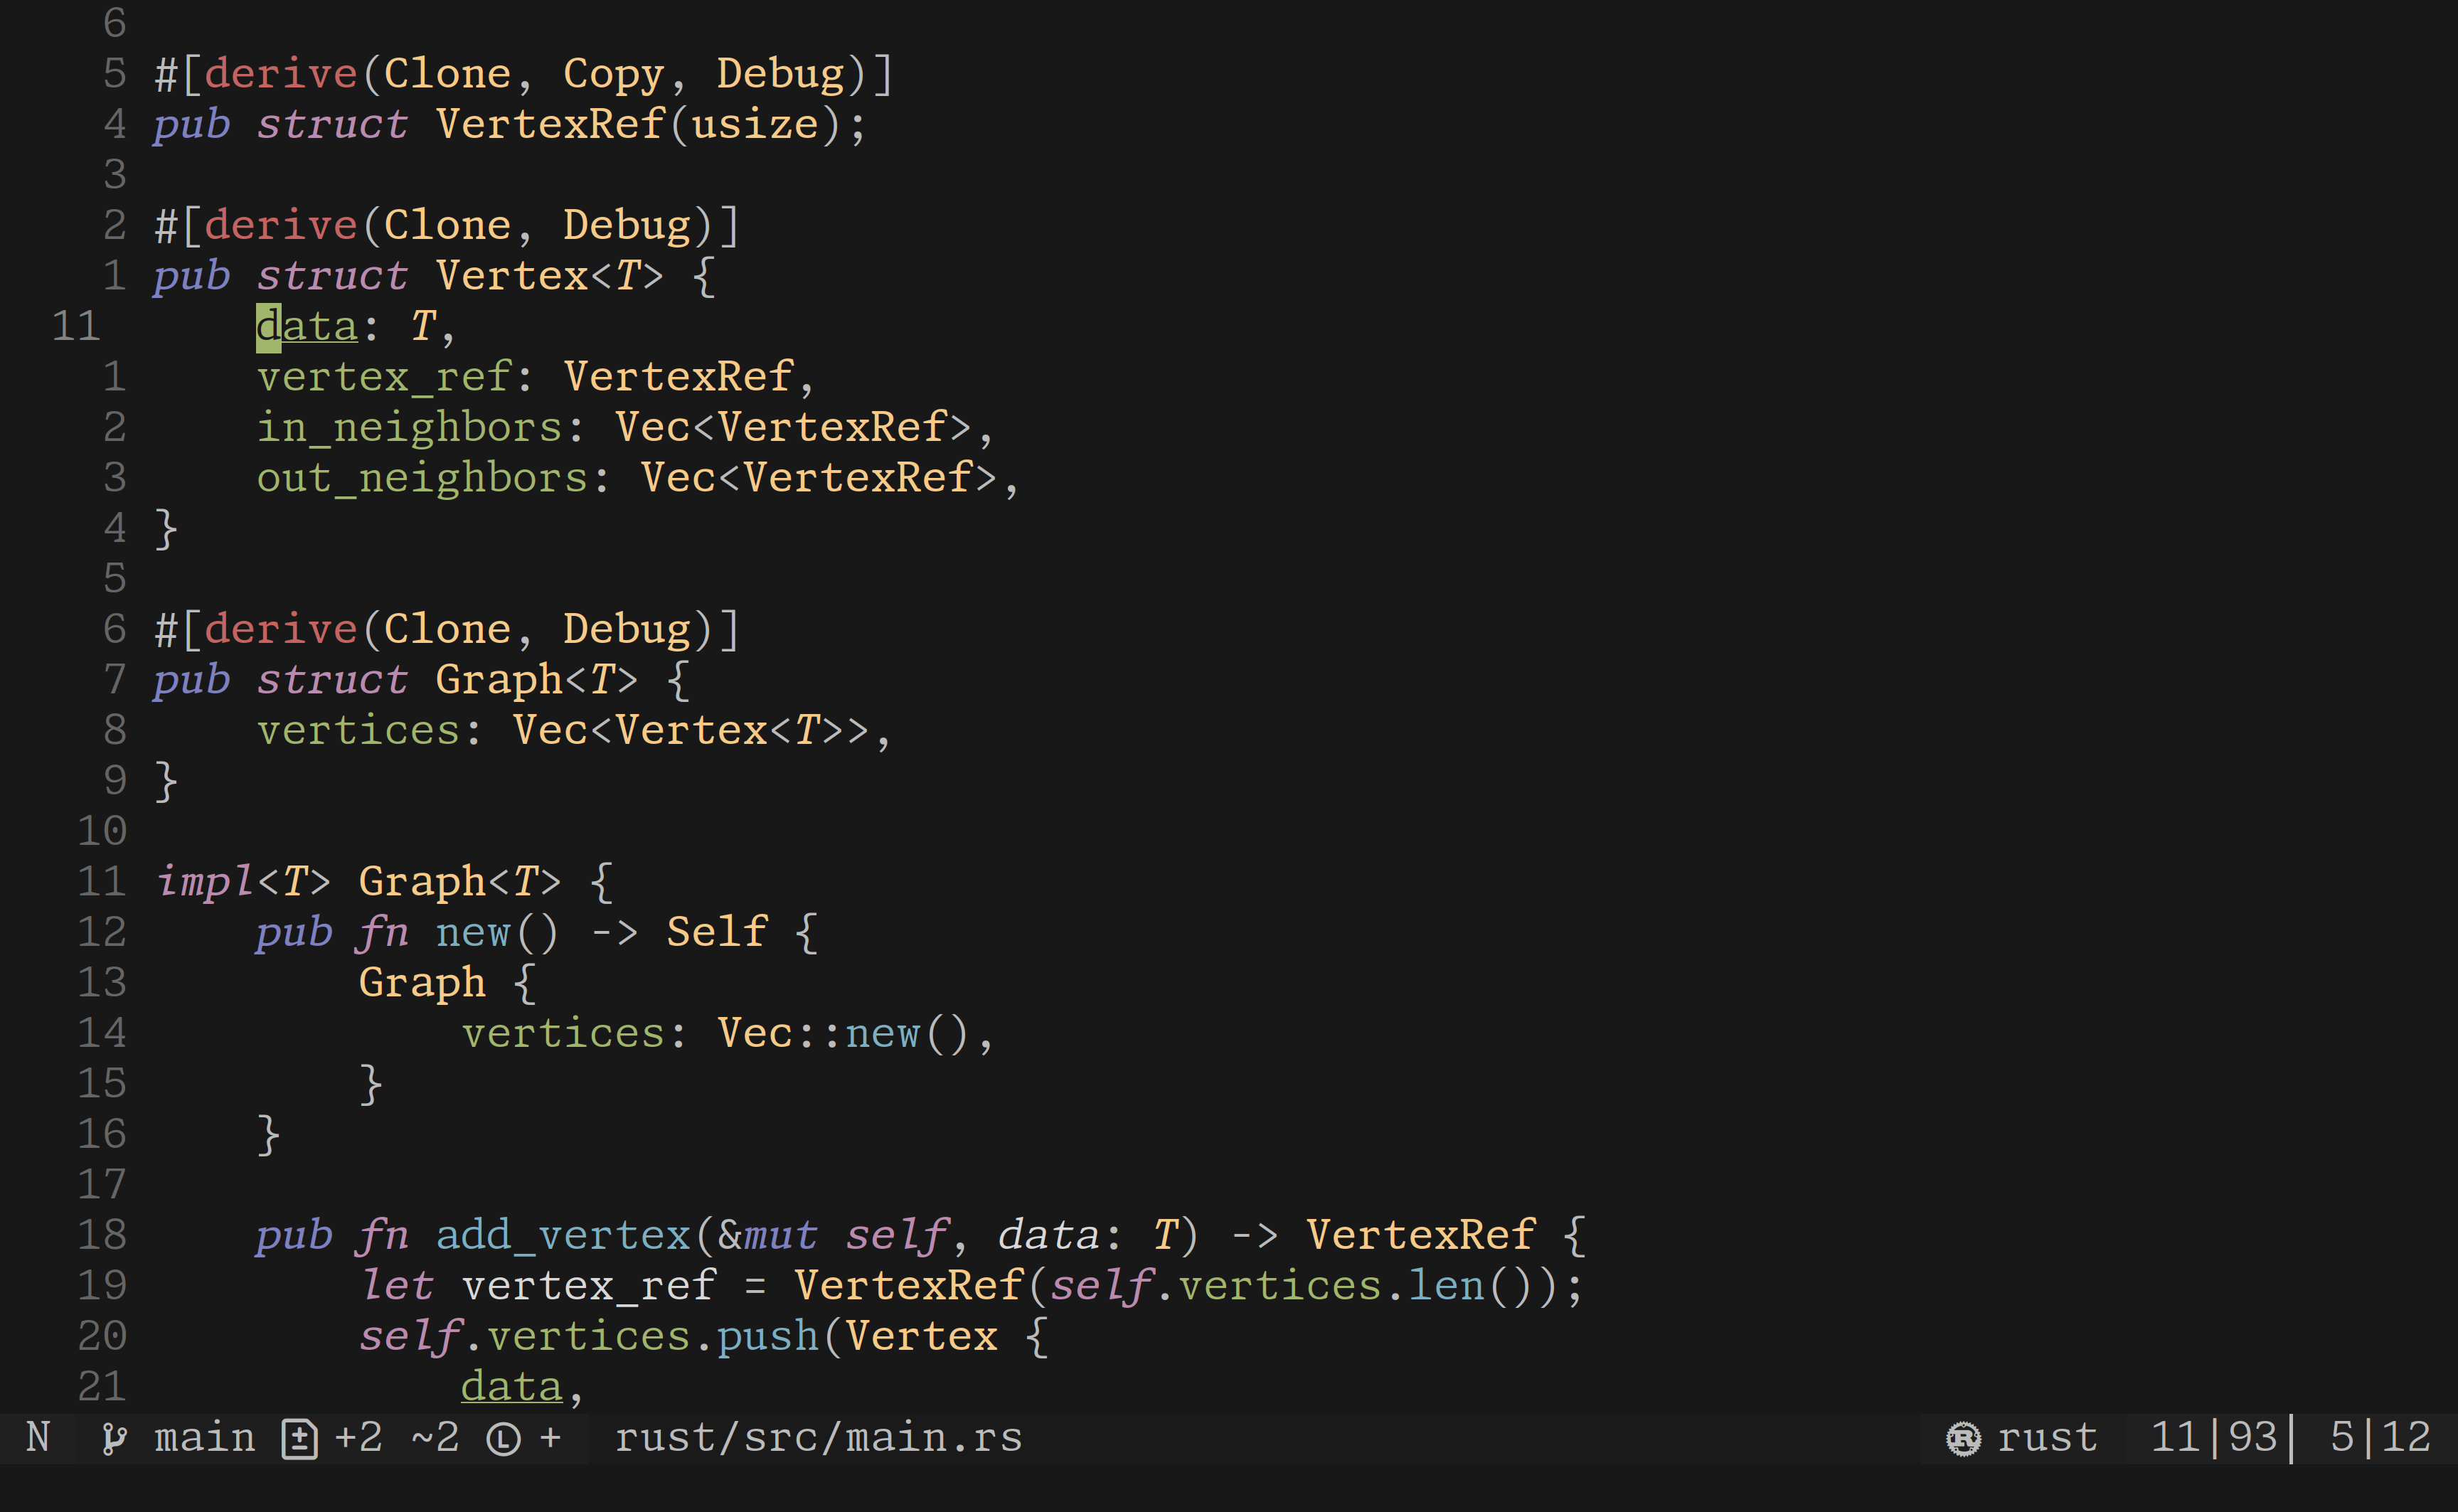 6
5 #[derive(Clone, Copy, Debug)]
4 pub struct VertexRef(usize);
3
2 #[derive(Clone, Debug)]
1 pub struct Vertex<T> {
11     data: T,
1     vertex_ref: VertexRef,
2     in_neighbors: Vec<VertexRef>,
3     out_neighbors: Vec<VertexRef>,
4 }
5
6 #[derive(Clone, Debug)]
7 pub struct Graph<T> {
8     vertices: Vec<Vertex<T>>,
9 }
10
11 impl<T> Graph<T> {
12     pub fn new() -> Self {
13         Graph {
14             vertices: Vec::new(),
15         }
16     }
17
18     pub fn add_vertex(&mut self, data: T) -> VertexRef {
19         let vertex_ref = VertexRef(self.vertices.len());
20         self.vertices.push(Vertex {
21             data,
N main +2 ~2 Ⓛ + rust/src/main.rs rust 11|93| 5|12